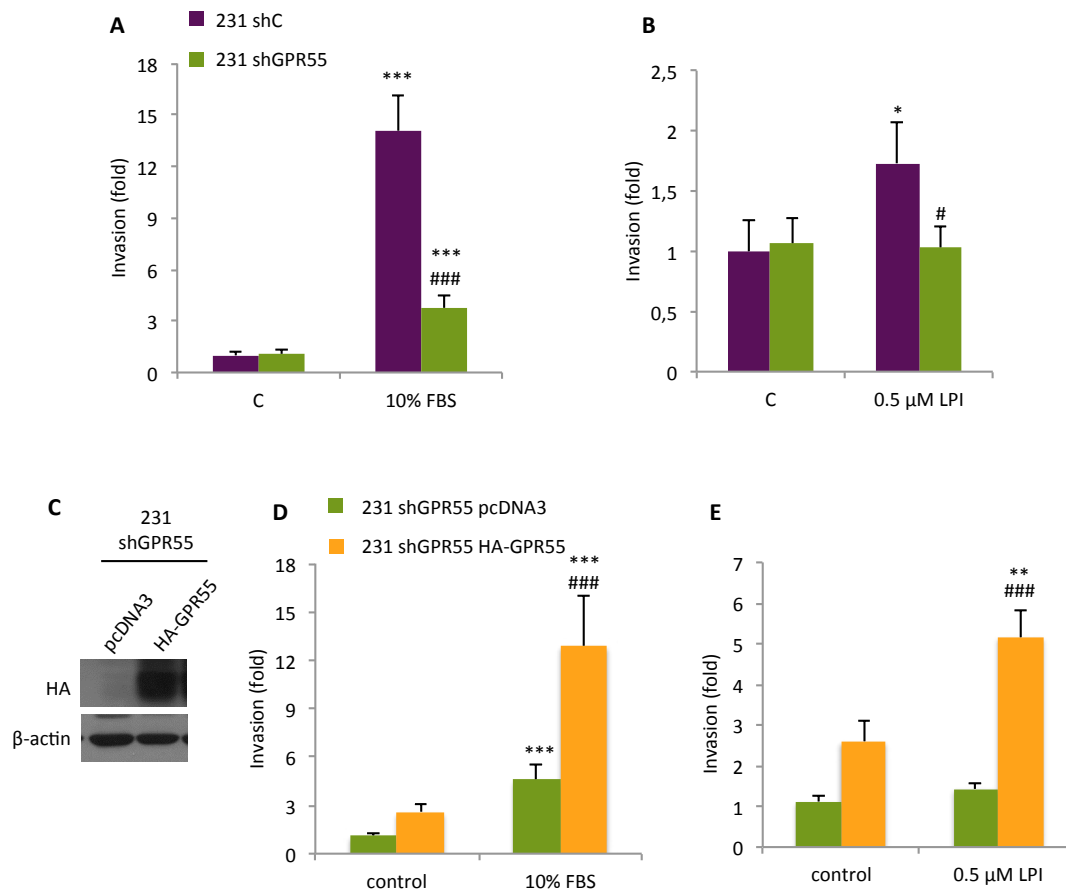 A
231 shC
231 shGPR55
Invasion (fold)
18
15
12
9
6
3
0
***
***
###
C
10% FBS
B
Invasion (fold)
2,5
2
1,5
1
0,5
0
*
#
C
0.5 µM LPI
C
231
shGPR55
pcDNA3
HA-GPR55
HA
β-actin
D
231 shGPR55 pcDNA3
231 shGPR55 HA-GPR55
Invasion (fold)
18
15
12
9
6
3
0
***
***
###
control
10% FBS
E
Invasion (fold)
7
6
5
4
3
2
1
0
**
###
control
0.5 µM LPI